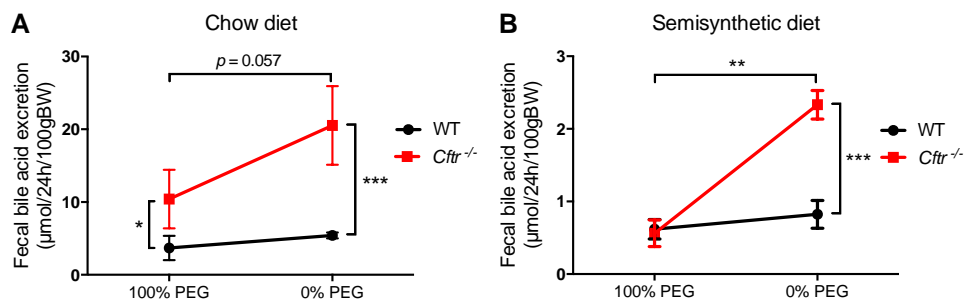 A
Chow diet
Fecal bile acid excretion
(μmol/24h/100gBW)
30
20
10
0
p = 0.057
*
***
100% PEG
0% PEG
WT
Cftr -/-
B
Semisynthetic diet
Fecal bile acid excretion
(μmol/24h/100gBW)
3
2
1
0
**
***
100% PEG
0% PEG
WT
Cftr -/-